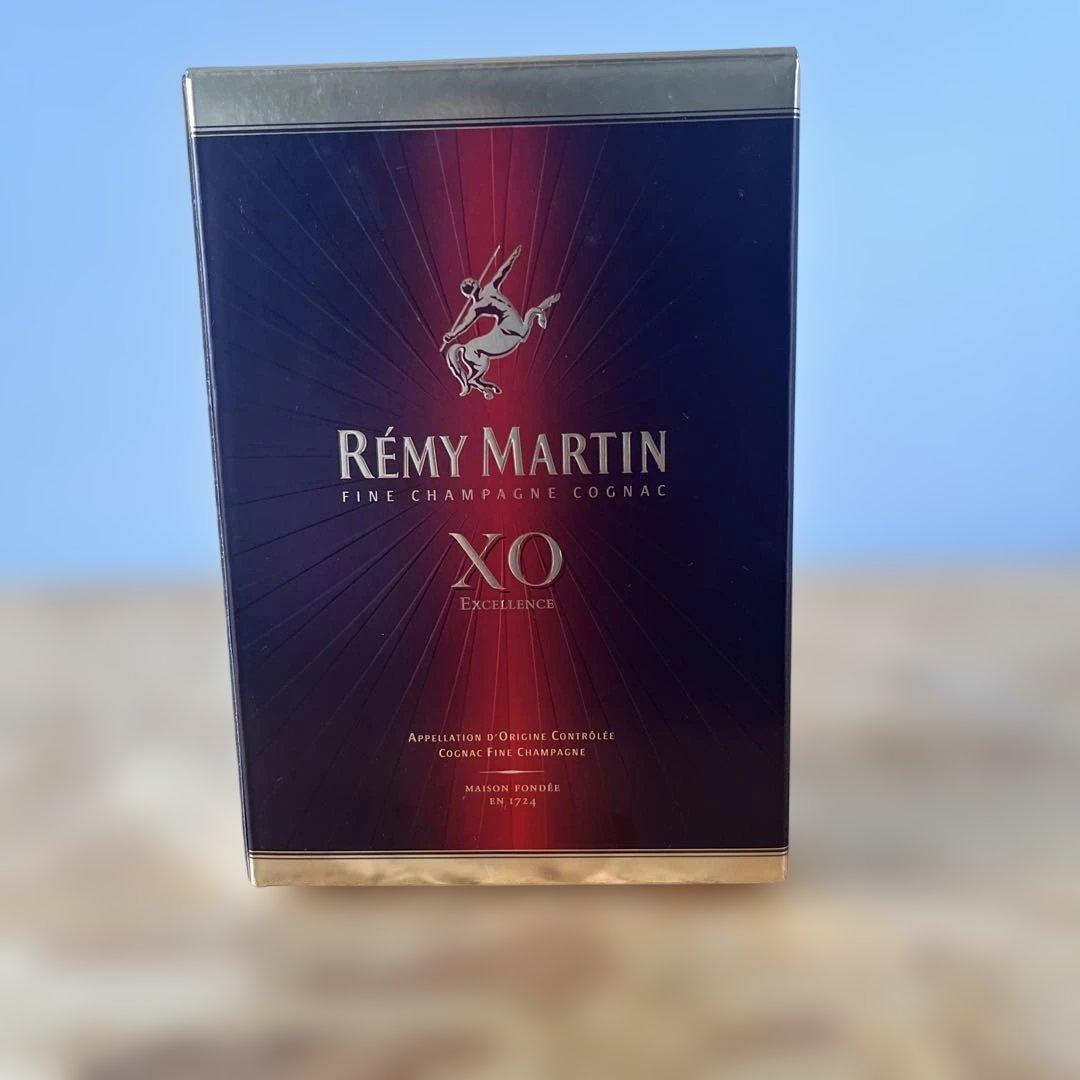 RÉMY MARTIN
FINE CHAMPAGNE COGNAC
XO
EXCELLENCE
APPELLATION D'ORIGINE CONTRÔLÉE
COGNAC FINE CHAMPAGNE
MAISON FONDÉE
EN 1724